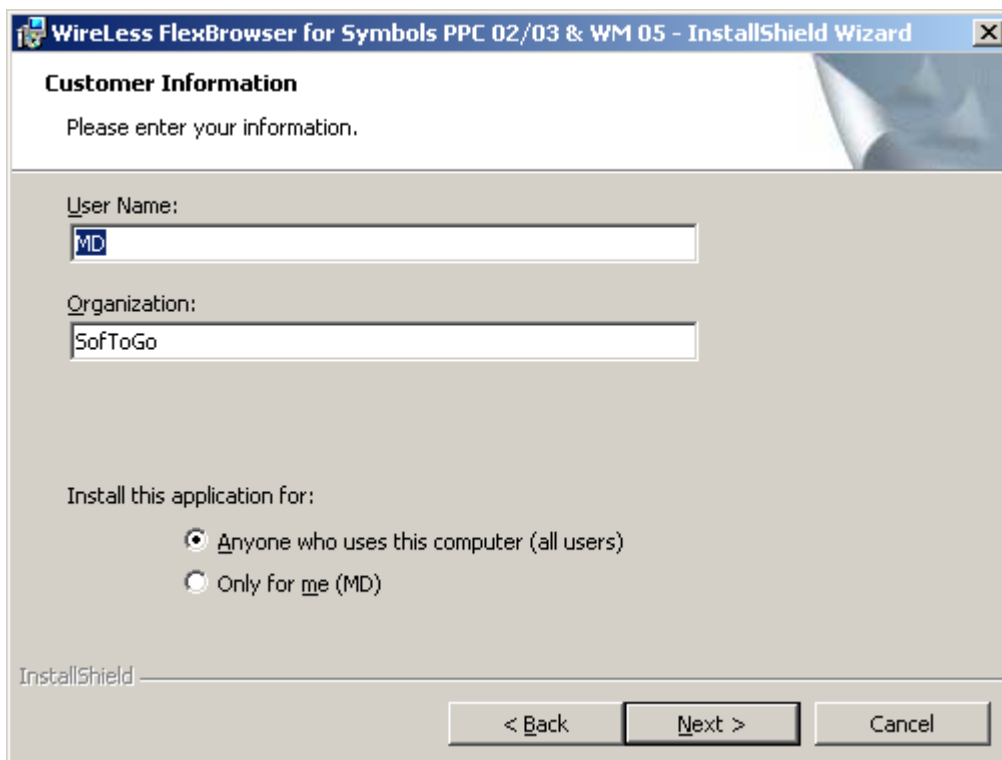 WireLess FlexBrowser for Symbols PPC 02/03 & WM 05 - InstallShield Wizard
Customer Information
Please enter your information.
User Name:
MD
Organization:
SofToGo
Install this application for:
Anyone who uses this computer (all users)
Only for me (MD)
InstallShield
< Back
Next >
Cancel